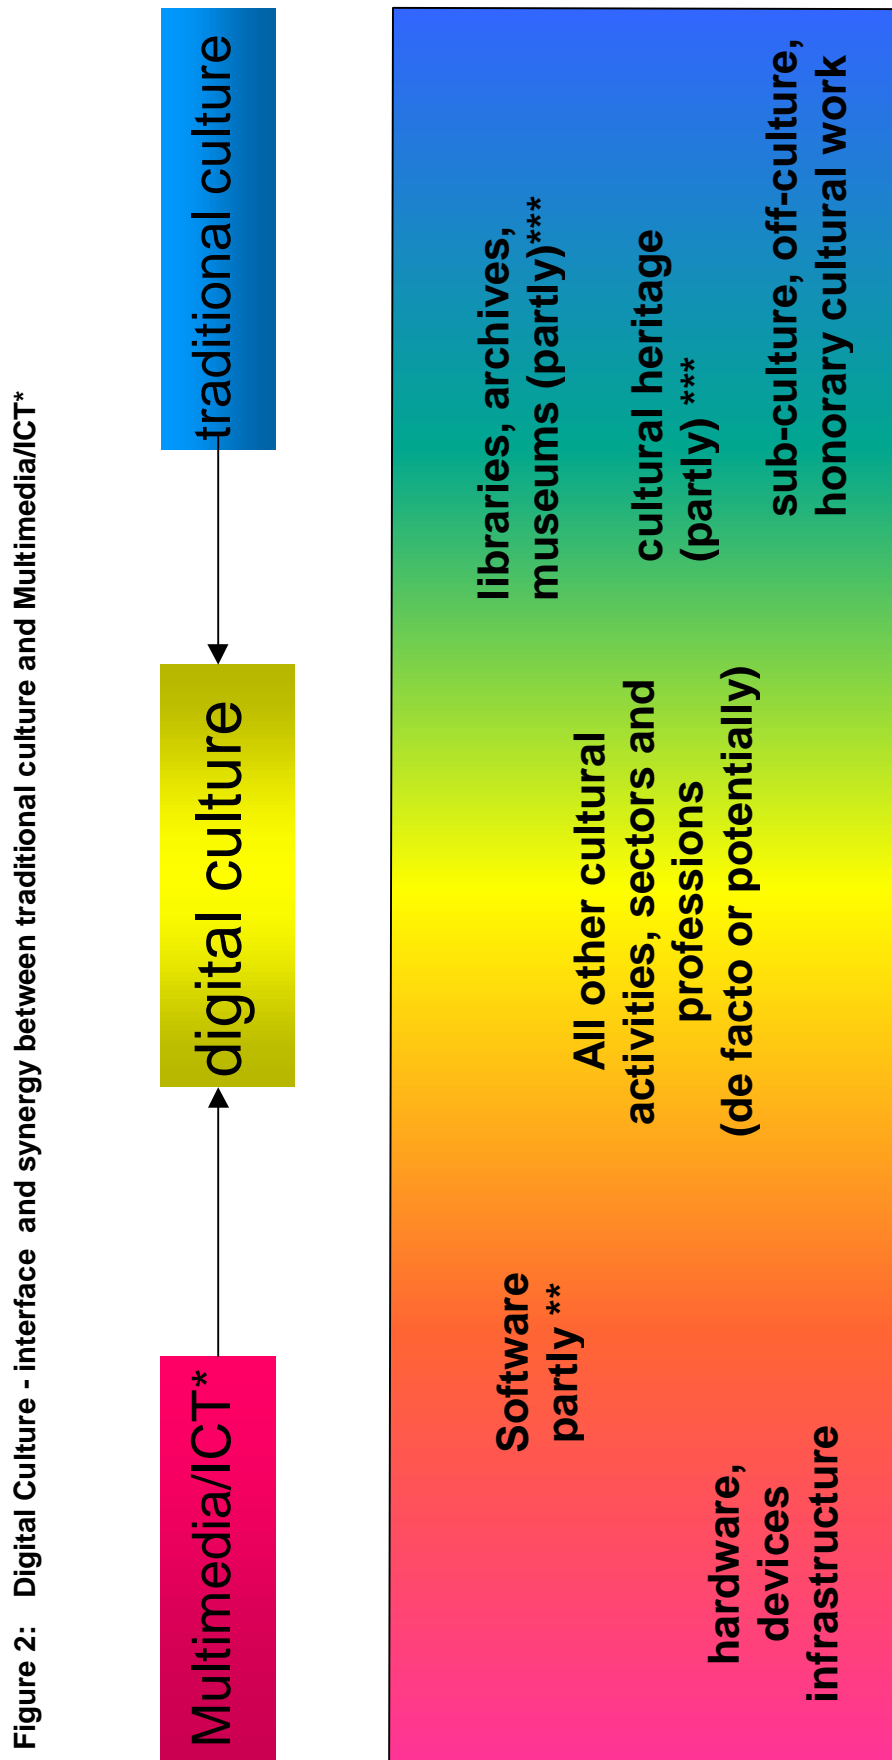 Figure 2: Digital Culture - interface and synergy between traditional culture and Multimedia/ICT*
Multimedia/ICT*
digital culture
traditional culture
hardware,
devices
infrastructure
Software
partly **
All other cultural
activities, sectors and
professions
(de facto or potentially)
libraries, archives,
museums (partly)***
cultural heritage
(partly) ***
sub-culture, off-culture,
honorary cultural work